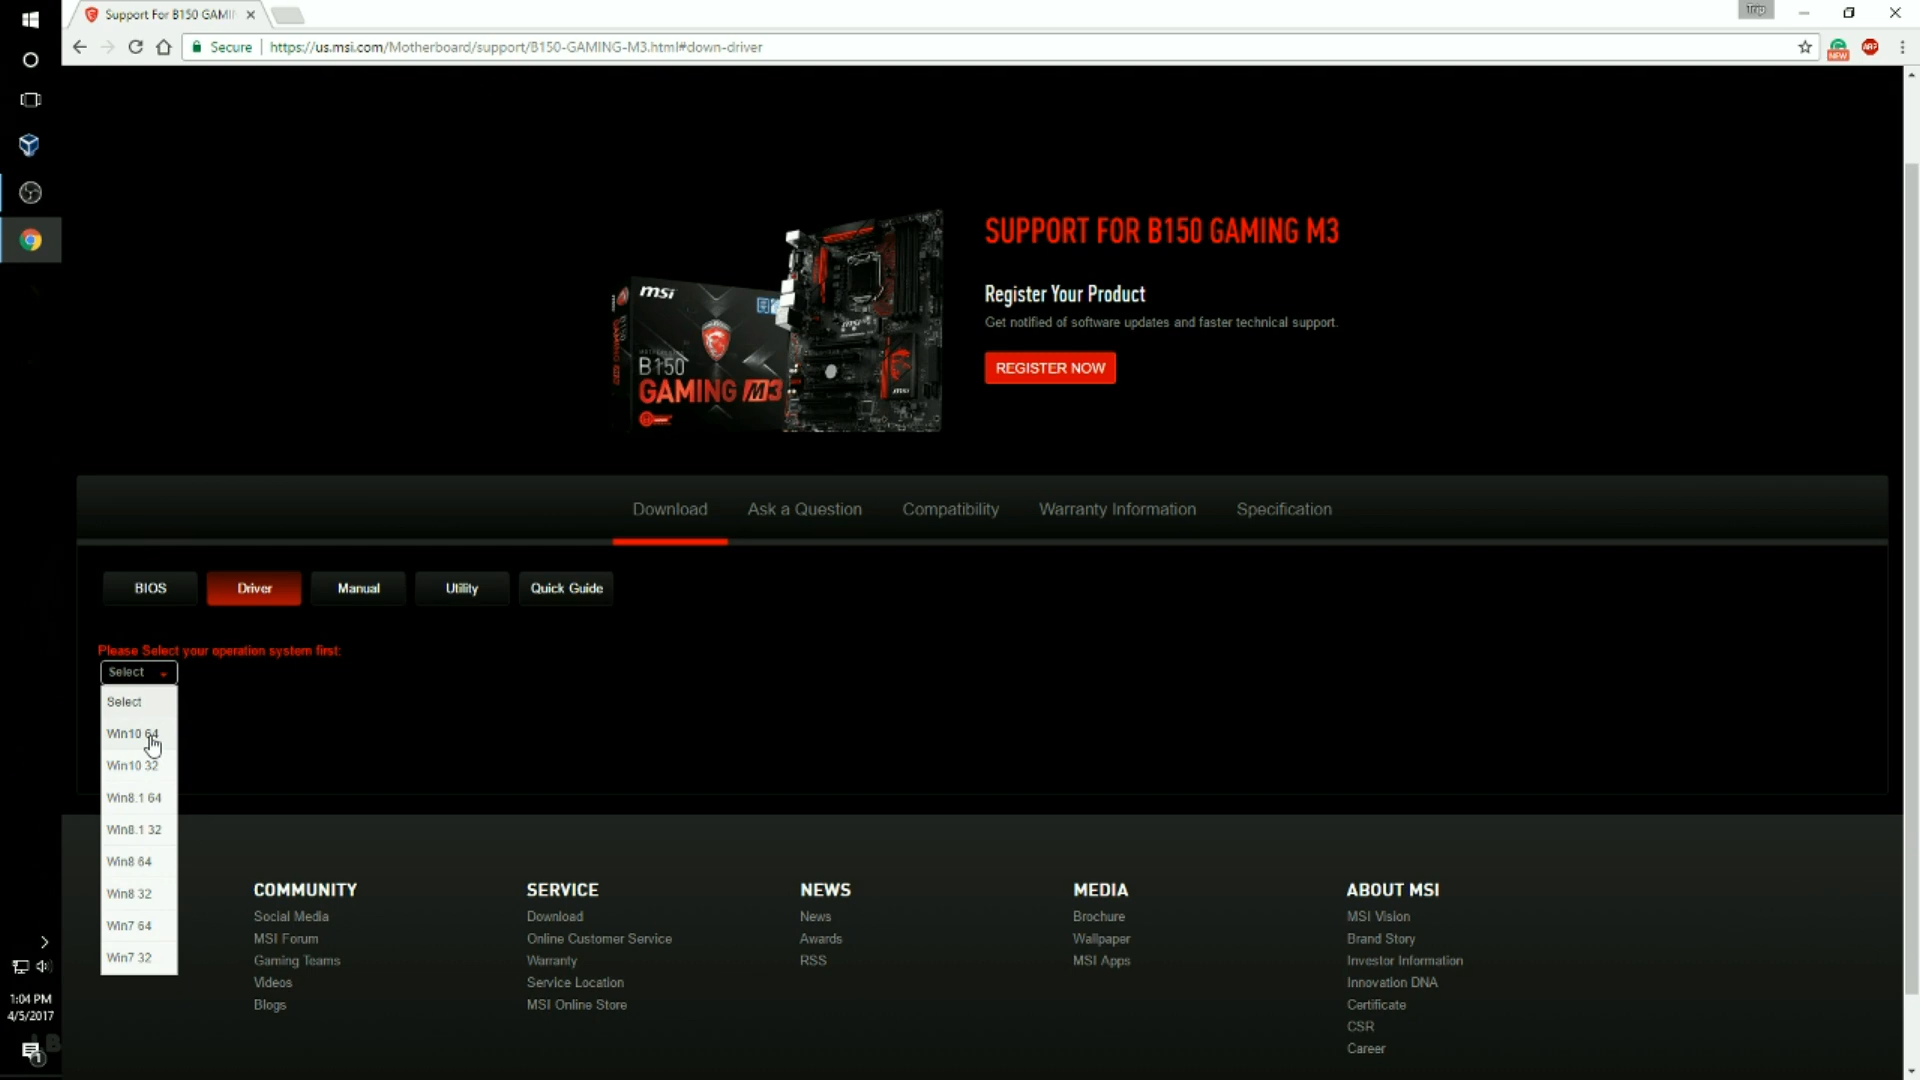 Support For B150 GAMI
Trip
Secure
https://us.msi.com/Motherboard/support/B150-GAMING-M3.html#down-driver
NEW
ABP
msi
B150
GAMING M3
SUPPORT FOR B150 GAMING M3
Register Your Product
Get notified of software updates and faster technical support.
REGISTER NOW
Download Ask a Question Compatibility Warranty Information Specification
BIOS Driver Manual Utility Quick Guide
Please Select your operation system first:
Select
Select
Win10 64
Win10 32
Win8.1 64
Win8.1 32
Win8 64
Win8 32
Win7 64
Win7 32
COMMUNITY
Social Media
MSI Forum
Gaming Teams
Videos
Blogs
SERVICE
Download
Online Customer Service
Warranty
Service Location
MSI Online Store
NEWS
News
Awards
RSS
MEDIA
Brochure
Wallpaper
MSI Apps
ABOUT MSI
MSI Vision
Brand Story
Investor Information
Innovation DNA
Certificate
CSR
Career
1:04 PM
4/5/2017
1